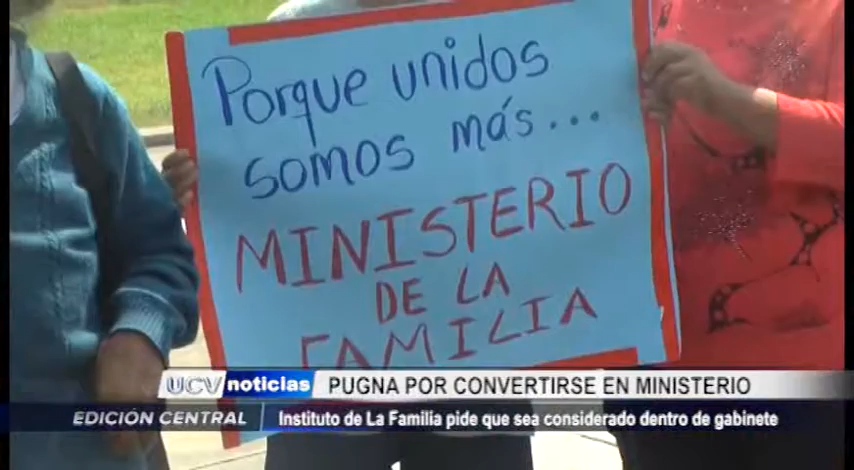 Porque unidos
somos más...
MINISTERIO
DE LA
FAMILIA
UCV noticias
PUGNA POR CONVERTIRSE EN MINISTERIO
EDICIÓN CENTRAL
Instituto de La Familia pide que sea considerado dentro de gabinete